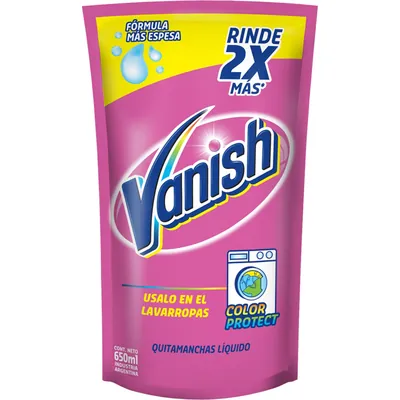 FÓRMULA
MÁS ESPESA
RINDE
2X
MÁS*
Vanish
USALO EN EL
LAVARROPAS
COLOR
PROTECT
CONT. NETO
650ml
INDUSTRIA
ARGENTINA
QUITAMANCHAS LÍQUIDO